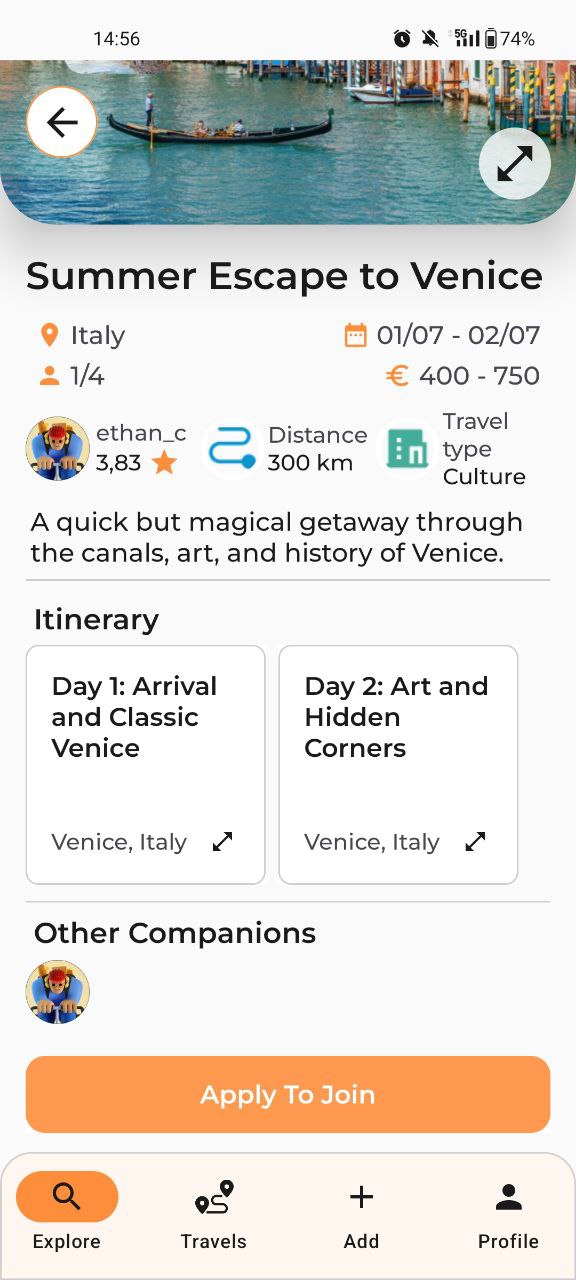 14:56
5G
74%
Summer Escape to Venice
Italy
01/07 - 02/07
1/4
€ 400 - 750
ethan_c
3,83
Distance
300 km
Travel
type
Culture
A quick but magical getaway through
the canals, art, and history of Venice.
Itinerary
Day 1: Arrival
and Classic
Venice
Venice, Italy
Day 2: Art and
Hidden
Corners
Venice, Italy
Other Companions
Apply To Join
Explore
Travels
Add
Profile